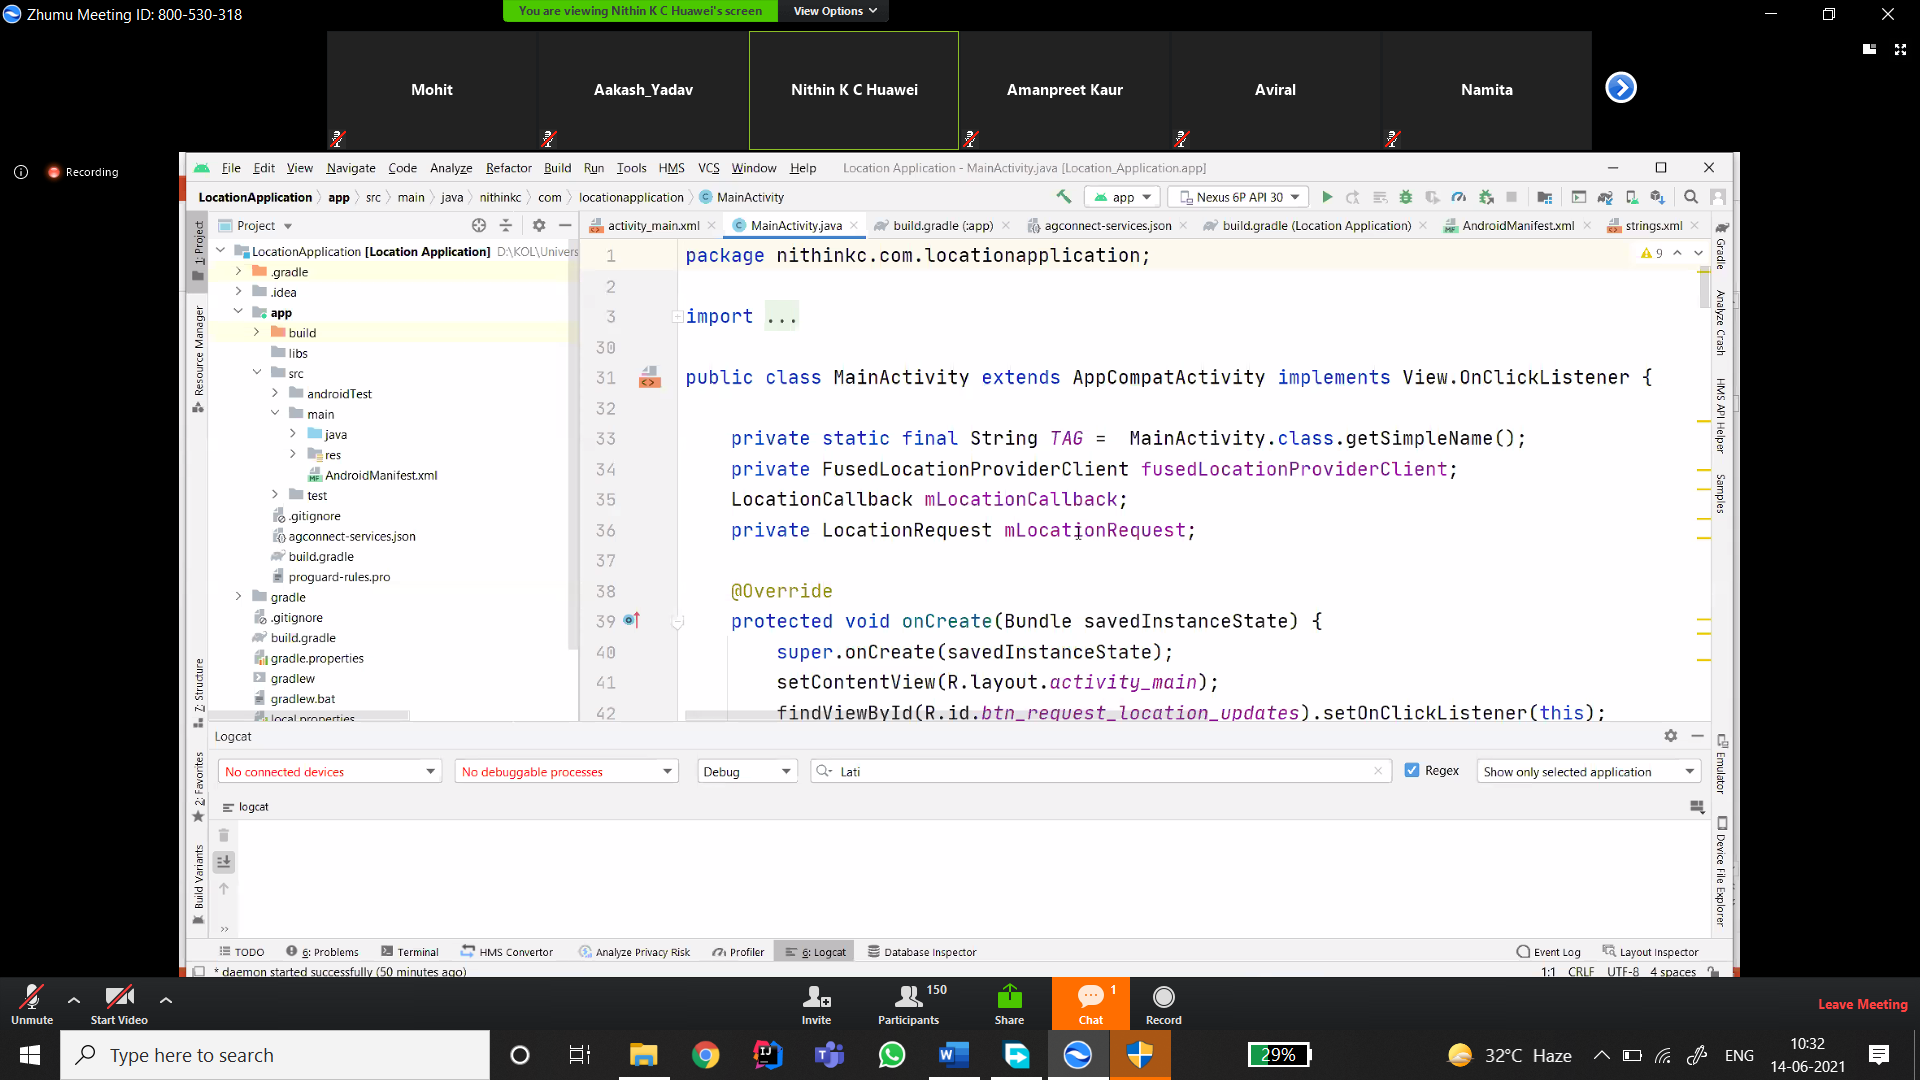 Zhumu Meeting ID: 800-530-318
You are viewing Nithin K C Huawei's screen
View Options
Mohit
Aakash_Yadav
Nithin K C Huawei
Amanpreet Kaur
Aviral
Namita
Recording
File Edit View Navigate Code Analyze Refactor Build Run Tools HMS VCS Window Help
Location Application - MainActivity.java [Location_Application.app]
LocationApplication app src main java nithinkc com locationapplication MainActivity
app
Nexus 6P API 30
1: Project
Resource Manager
7: Structure
2: Favorites
Build Variants
Project
LocationApplication [Location Application] D:\KOL\Univers
.gradle
.idea
app
build
libs
src
androidTest
main
java
res
AndroidManifest.xml
test
.gitignore
agconnect-services.json
build.gradle
proguard-rules.pro
gradle
.gitignore
build.gradle
gradle.properties
gradlew
gradlew.bat
local.properties
activity_main.xml
MainActivity.java
build.gradle (:app)
agconnect-services.json
build.gradle (Location Application)
AndroidManifest.xml
strings.xml
9
1 package nithinkc.com.locationapplication;
2
3 import ...
30
31 public class MainActivity extends AppCompatActivity implements View.OnClickListener {
32
33 private static final String TAG = MainActivity.class.getSimpleName();
34 private FusedLocationProviderClient fusedLocationProviderClient;
35 LocationCallback mLocationCallback;
36 private LocationRequest mLocationRequest;
37
38 @Override
39 protected void onCreate(Bundle savedInstanceState) {
40 super.onCreate(savedInstanceState);
41 setContentView(R.layout.activity_main);
42 findViewById(R.id.btn_request_location_updates).setOnClickListener(this);
Gradle
Analyze Crash
HMS API Helper
Samples
Emulator
Device File Explorer
Logcat
No connected devices
No debuggable processes
Debug
Lati
Regex
Show only selected application
logcat
TODO
6: Problems
Terminal
HMS Convertor
Analyze Privacy Risk
Profiler
6: Logcat
Database Inspector
Event Log
Layout Inspector
* daemon started successfully (50 minutes ago)
1:1 CRLF UTF-8 4 spaces
Unmute
Start Video
Invite
Participants
150
Share
Chat
1
Record
Leave Meeting
Type here to search
29%
32°C Haze
ENG
10:32
14-06-2021